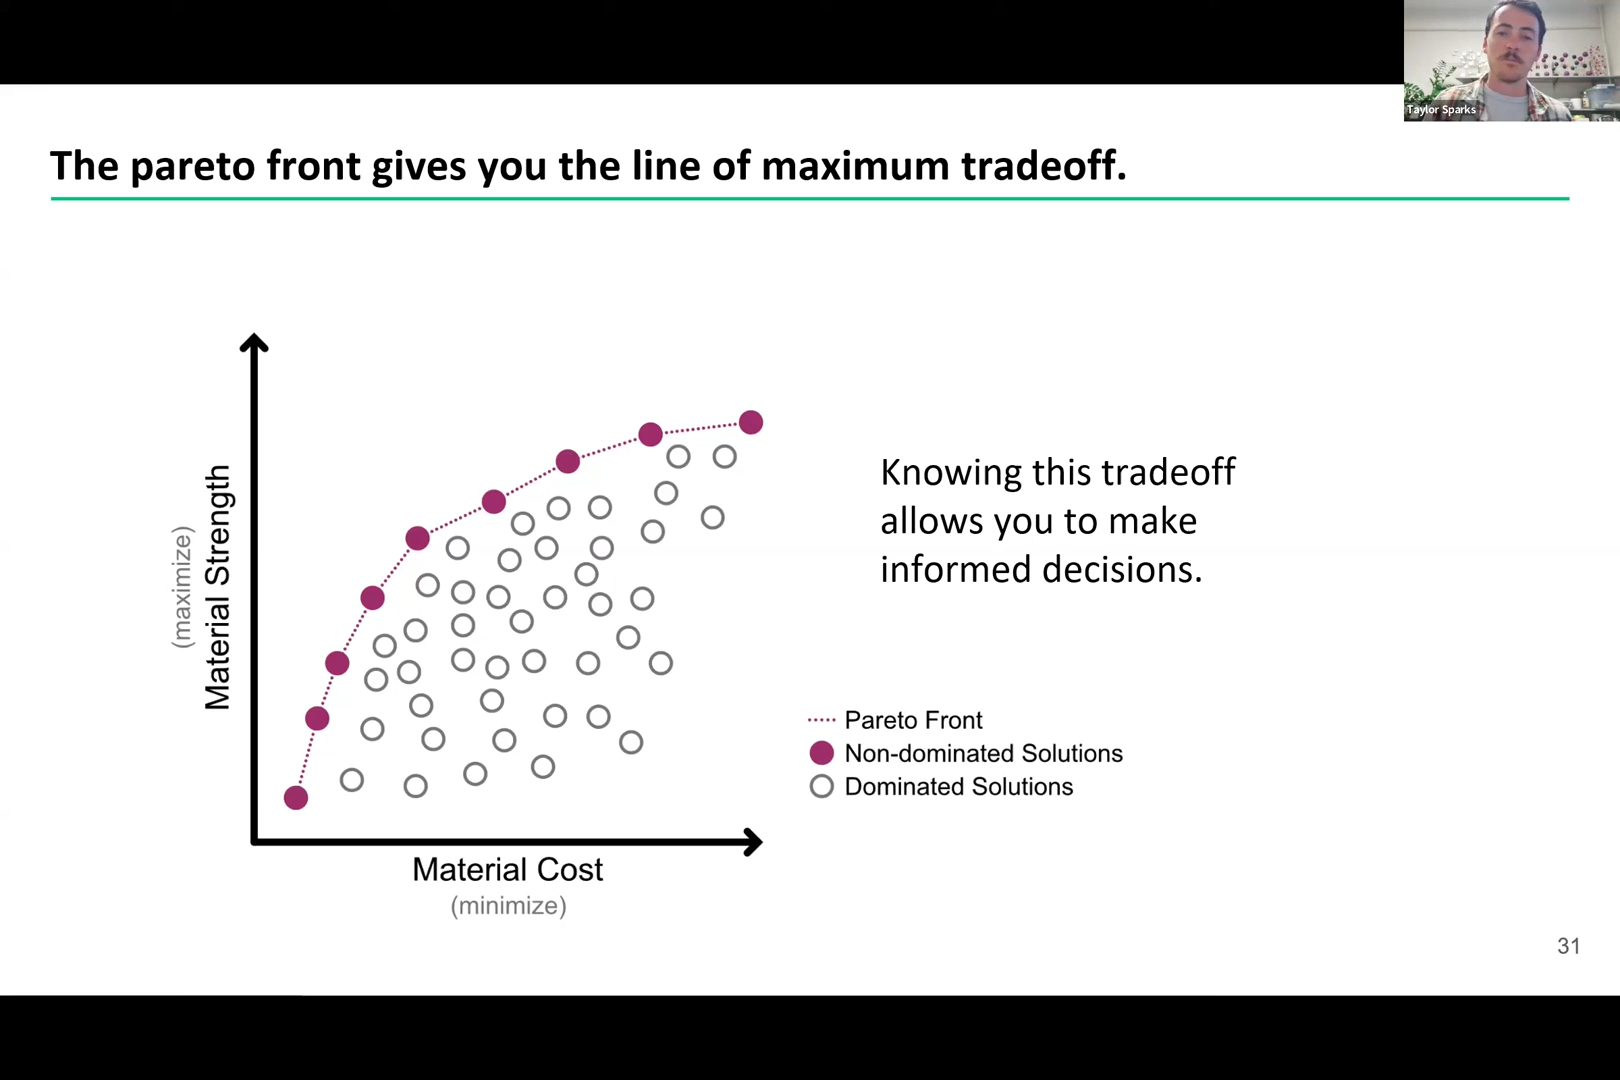 Taylor Sparks
The pareto front gives you the line of maximum tradeoff.
(maximize)
Material Strength
Knowing this tradeoff
allows you to make
informed decisions.
Pareto Front
Non-dominated Solutions
Dominated Solutions
Material Cost
(minimize)
31